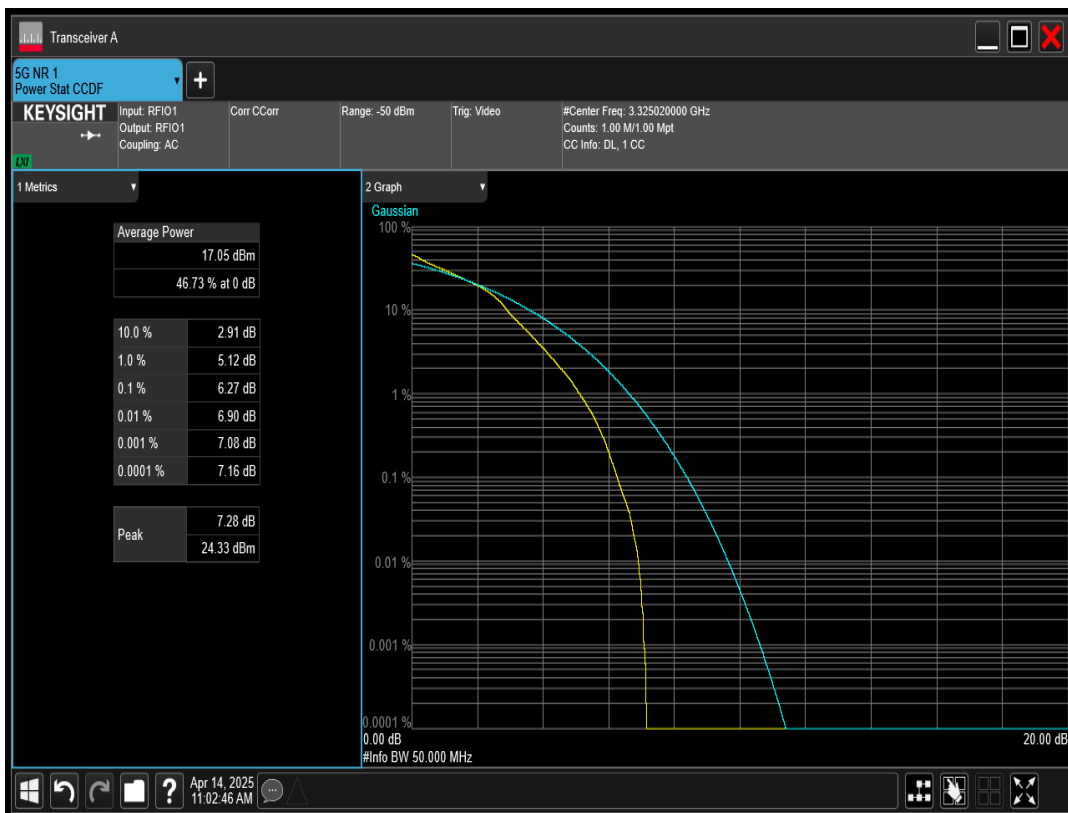 Transceiver A
5G NR 1
Power Stat CCDF
+
KEYSIGHT
LXI
Input: RFIO1
Output: RFIO1
Coupling: AC
Corr CCorr
Range: -50 dBm
Trig: Video
#Center Freq: 3.325020000 GHz
Counts: 1.00 M/1.00 Mpt
CC Info: DL, 1 CC
1 Metrics
Average Power
17.05 dBm
46.73 % at 0 dB
10.0 % 2.91 dB
1.0 % 5.12 dB
0.1 % 6.27 dB
0.01 % 6.90 dB
0.001 % 7.08 dB
0.0001 % 7.16 dB
Peak
7.28 dB
24.33 dBm
2 Graph
Gaussian
100 %
10 %
1 %
0.1 %
0.01 %
0.001 %
0.0001 %
0.00 dB 20.00 dB
#Info BW 50.000 MHz
?
Apr 14, 2025
11:02:46 AM